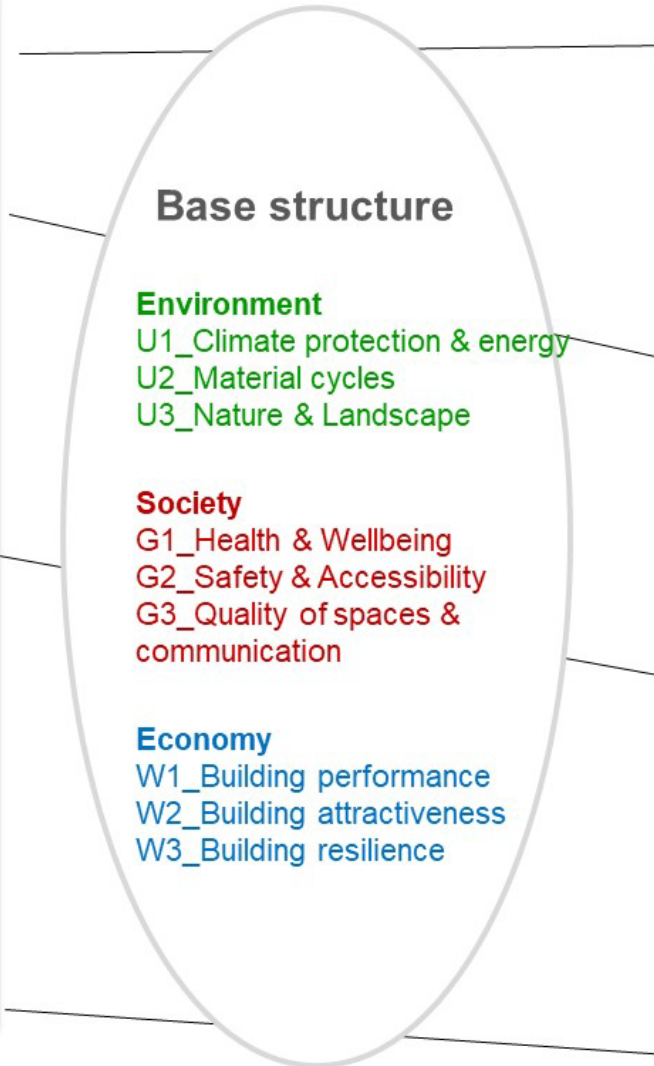 Base structure
Environment
U1_Climate protection & energy
U2_Material cycles
U3_Nature & Landscape
Society
G1_Health & Wellbeing
G2_Safety & Accessibility
G3_Quality of spaces &
communication
Economy
W1_Building performance
W2_Building attractiveness
W3_Building resilience